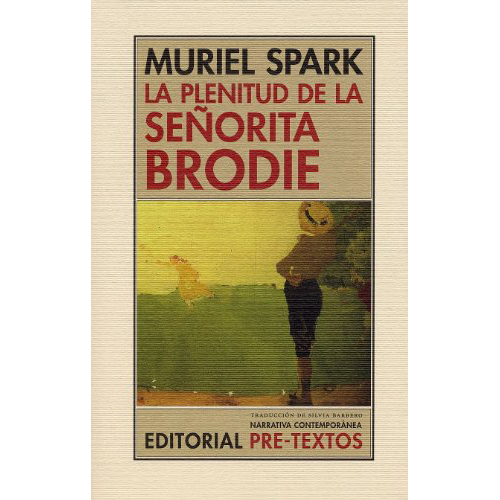 MURIEL SPARK
LA PLENITUD DE LA
SEÑORITA
BRODIE
TRADUCCIÓN DE SILVIA BARBERO
NARRATIVA CONTEMPORÁNEA
EDITORIAL PRE-TEXTOS